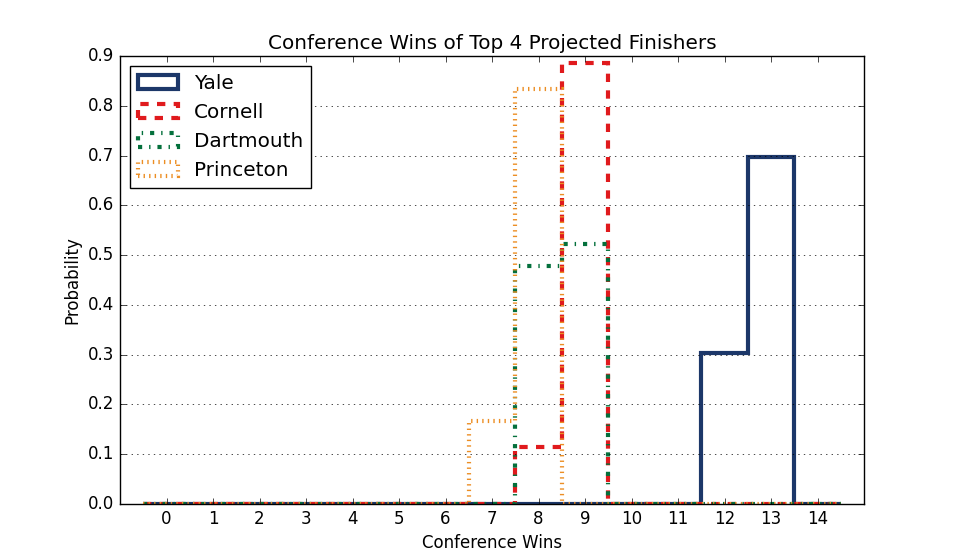 Conference Wins of Top 4 Projected Finishers
0.9
0.8
0.7
0.6
0.5
0.4
0.3
0.2
0.1
0.0
Probability
Yale
Cornell
Dartmouth
Princeton
0 1 2 3 4 5 6 7 8 9 10 11 12 13 14
Conference Wins